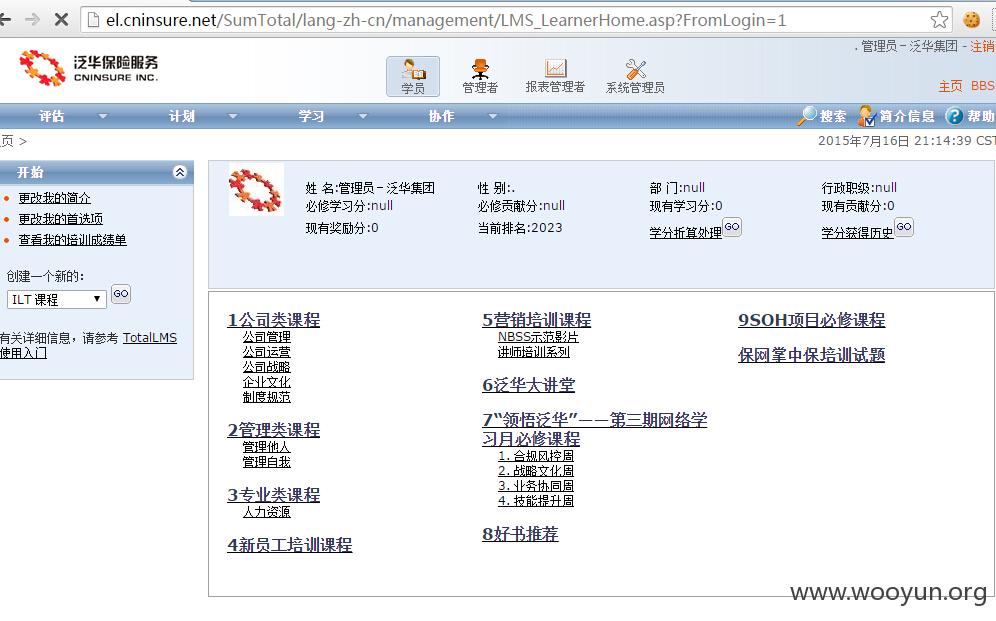 el.cninsure.net/SumTotal/lang-zh-cn/management/LMS_LearnerHome.asp?FromLogin=1
泛华保险服务
CNINSURE INC.
. 管理员－泛华集团 - 注销
学员 管理者 报表管理者 系统管理员
主页 BBS
评估 计划 学习 协作 搜索 简介信息 帮助
页 > 2015年7月16日 21:14:39 CST
开始
更改我的简介
更改我的首选项
查看我的培训成绩单
创建一个新的:
ILT 课程 GO
有关详细信息，请参考 TotalLMS
使用入门
姓 名:管理员－泛华集团 性 别:. 部 门:null 行政职级:null
必修学习分:null 必修贡献分:null 现有学习分:0 现有贡献分:0
现有奖励分:0 当前排名:2023 学分折算处理 GO 学分获得历史 GO
1公司类课程
公司管理
公司运营
公司战略
企业文化
制度规范
2管理类课程
管理他人
管理自我
3专业类课程
人力资源
4新员工培训课程
5营销培训课程
NBSS示范影片
讲师培训系列
6泛华大讲堂
7“领悟泛华”——第三期网络学
习月必修课程
1. 合规风控周
2. 战略文化周
3. 业务协同周
4. 技能提升周
8好书推荐
9SOH项目必修课程
保网掌中保培训试题
www.wooyun.org